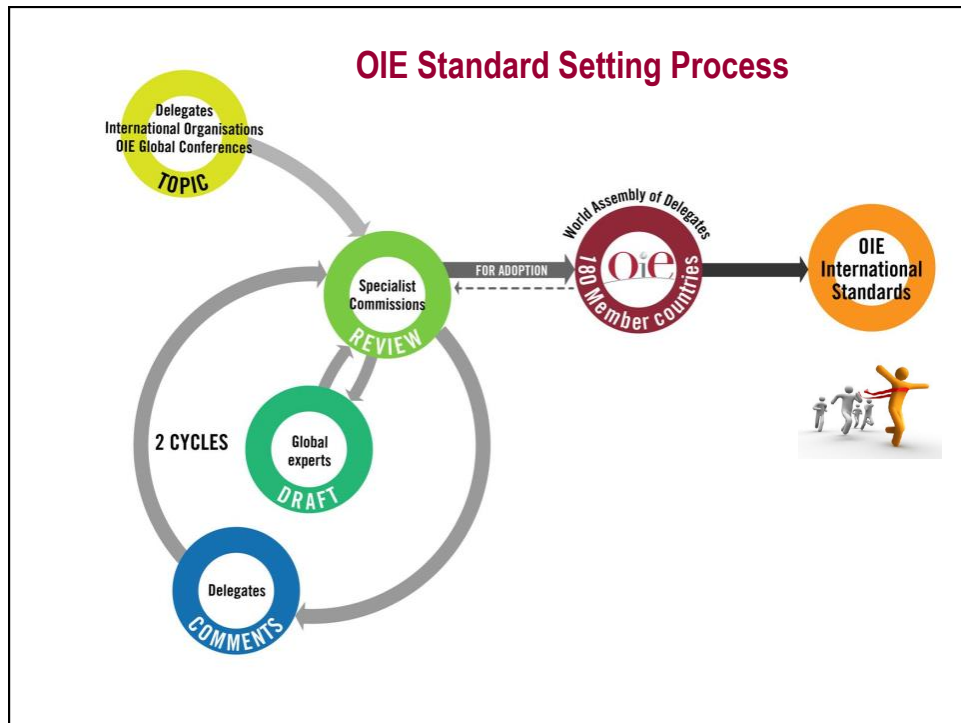 OIE Standard Setting Process
Delegates
International Organisations
OIE Global Conferences
TOPIC
Specialist
Commissions
REVIEW
FOR ADOPTION
World Assembly of Delegates
OiE
180 Member countries
OIE
International
Standards
2 CYCLES
Global
experts
DRAFT
Delegates
COMMENTS